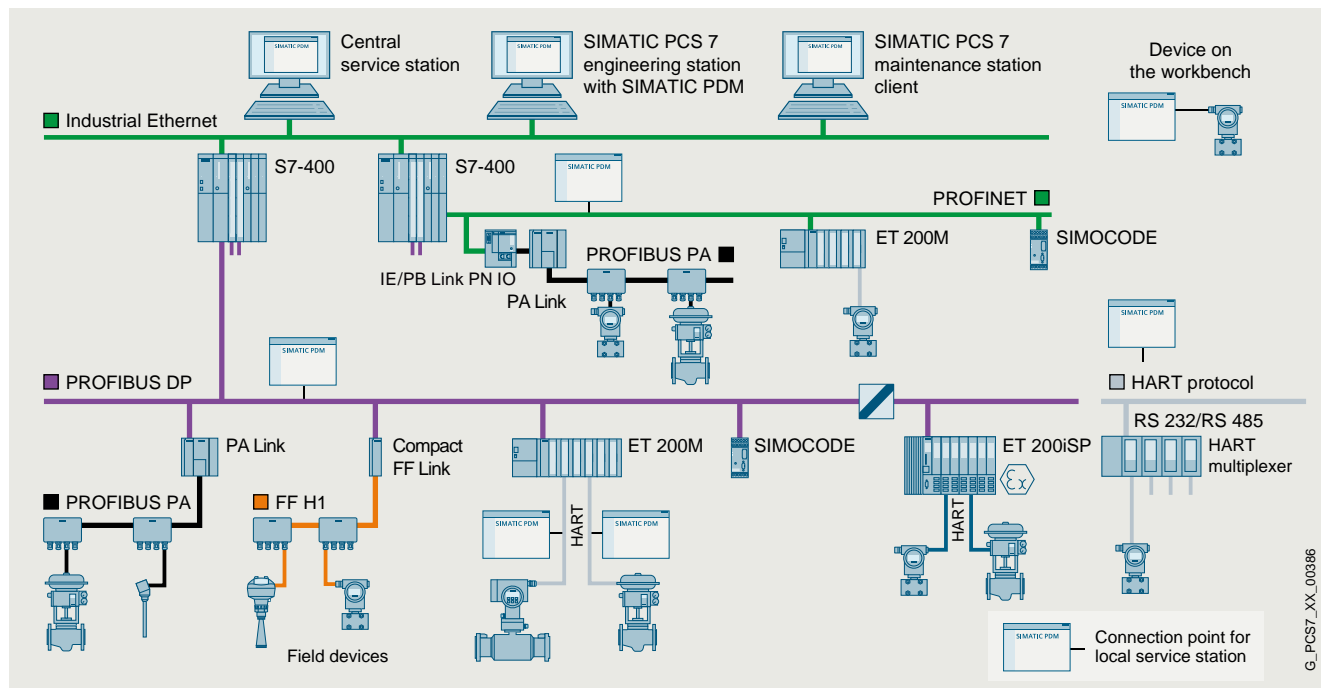 SIMATIC PDM
Central
service station
SIMATIC PDM
SIMATIC PCS 7
engineering station
with SIMATIC PDM
SIMATIC PDM
SIMATIC PCS 7
maintenance station
client
Device on
the workbench
SIMATIC PDM
Industrial Ethernet
S7-400
S7-400
SIMATIC PDM
PROFINET
IE/PB Link PN IO
PA Link
PROFIBUS PA
ET 200M
SIMOCODE
SIMATIC PDM
SIMATIC PDM
PROFIBUS DP
HART protocol
PA Link
Compact
FF Link
ET 200M
SIMOCODE
ET 200iSP
Ex
RS 232/RS 485
HART
multiplexer
PROFIBUS PA
FF H1
SIMATIC PDM
HART
SIMATIC PDM
HART
Field devices
SIMATIC PDM
Connection point for
local service station
G_PCS7_XX_00386